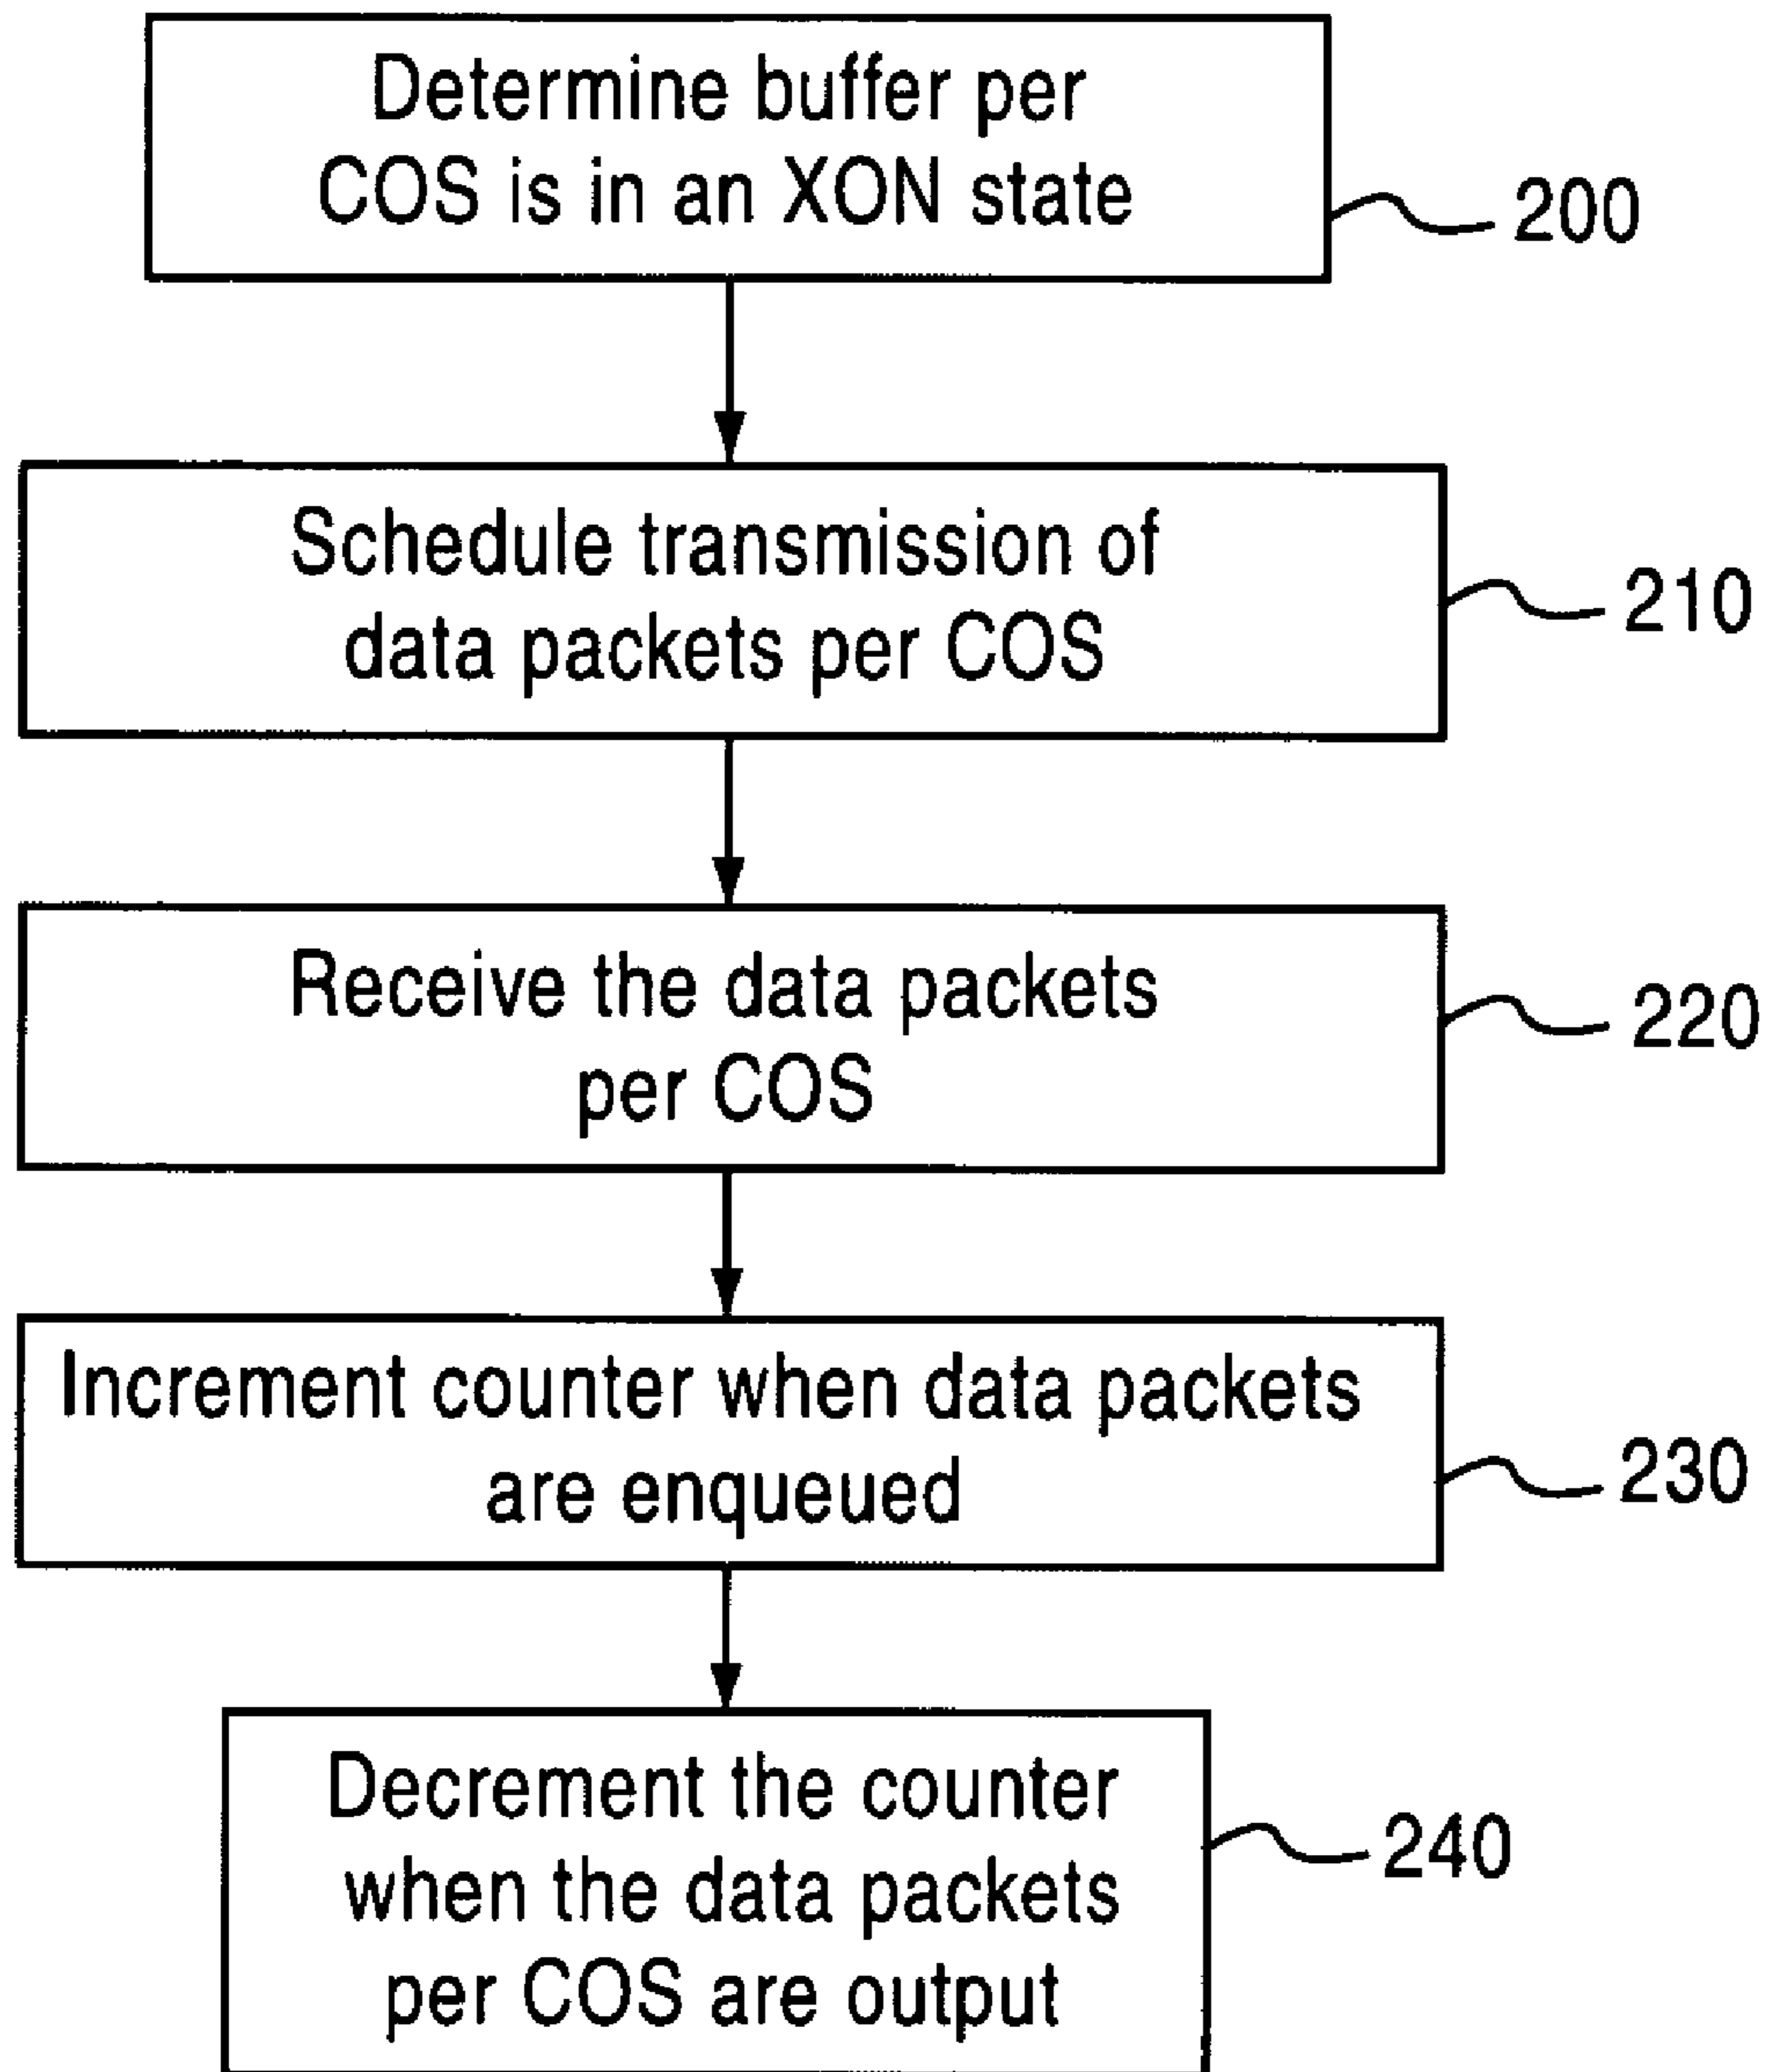 Determine buffer per
COS is in an XON state
200
Schedule transmission of
data packets per COS
210
Receive the data packets
per COS
220
Increment counter when data packets
are enqueued
230
Decrement the counter
when the data packets
per COS are output
240